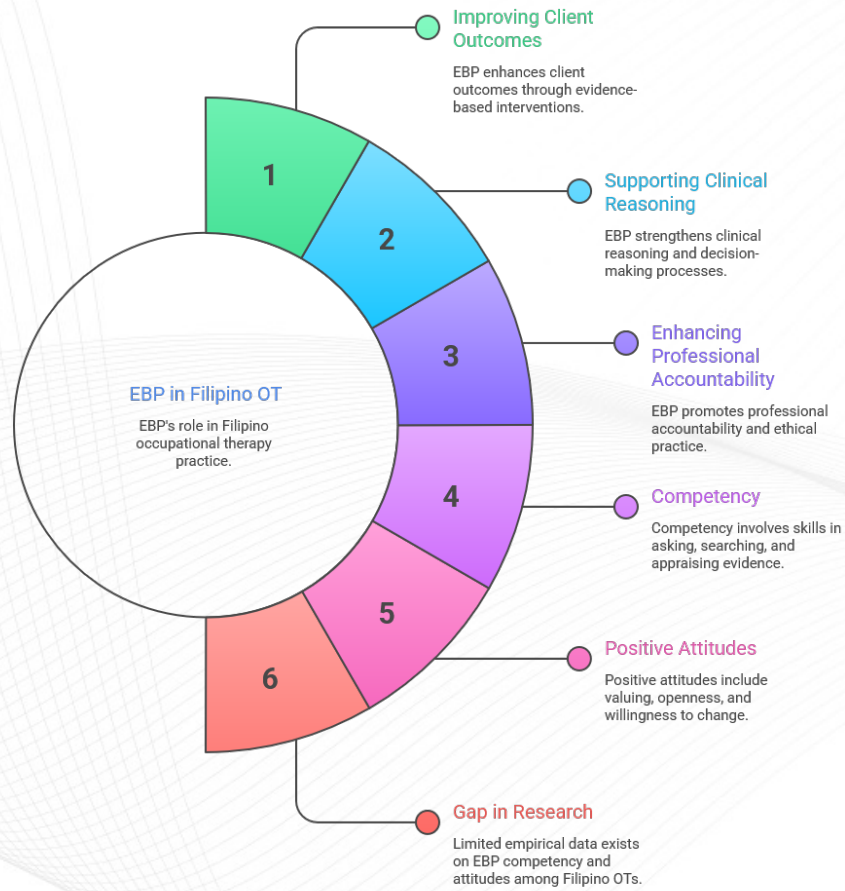 Improving Client
Outcomes
EBP enhances client
outcomes through evidence-
based interventions.
1
Supporting Clinical
Reasoning
EBP strengthens clinical
reasoning and decision-
making processes.
2
Enhancing
Professional
Accountability
EBP promotes professional
accountability and ethical
practice.
3
EBP in Filipino OT
EBP's role in Filipino
occupational therapy
practice.
4
Competency
Competency involves skills in
asking, searching, and
appraising evidence.
5
Positive Attitudes
Positive attitudes include
valuing, openness, and
willingness to change.
6
Gap in Research
Limited empirical data exists
on EBP competency and
attitudes among Filipino OTs.